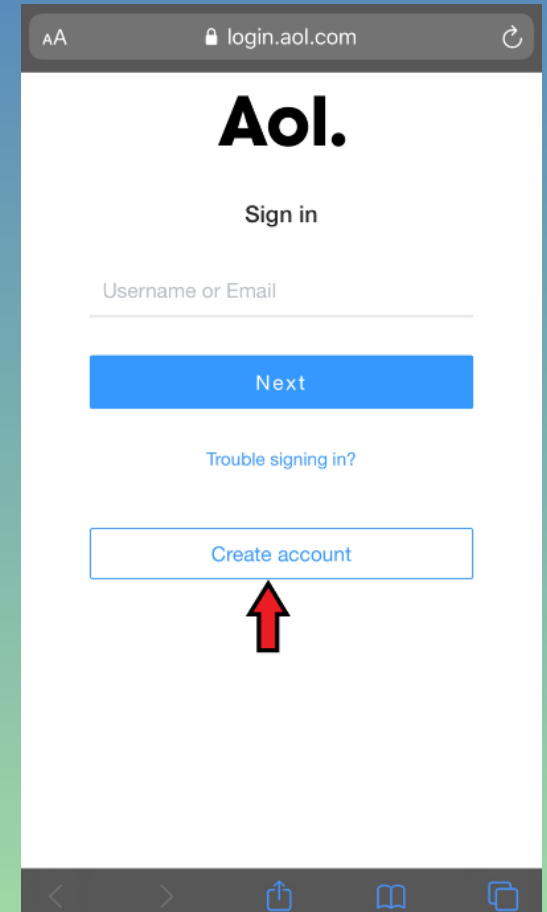 AA login.aol.com
Aol.
Sign in
Username or Email
Next
Trouble signing in?
Create account